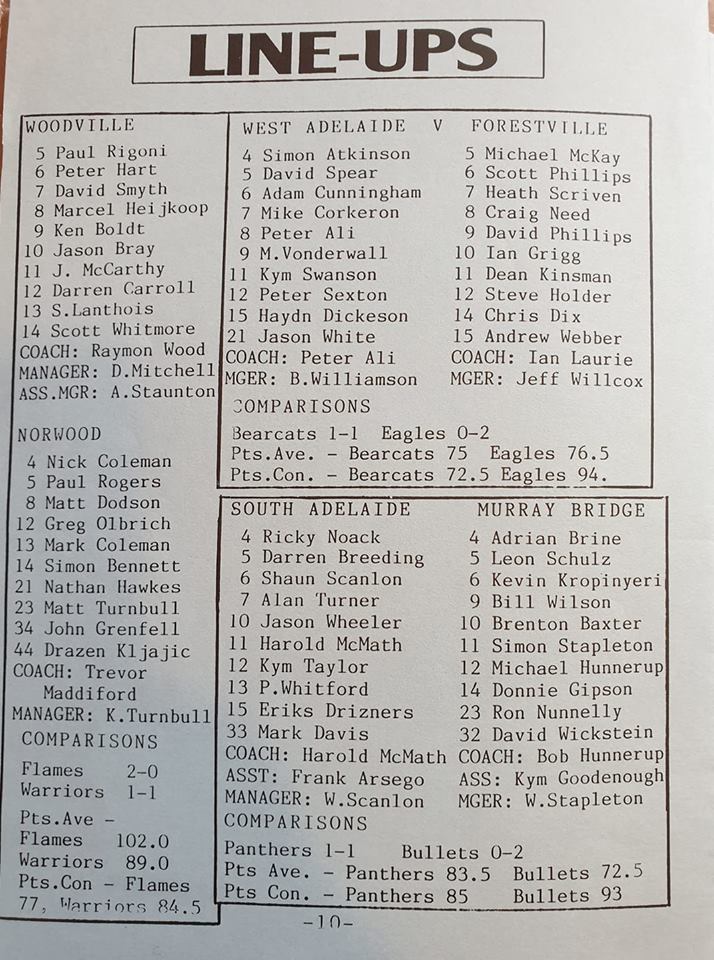 LINE-UPS
WOODVILLE
5 Paul Rigoni
6 Peter Hart
7 David Smyth
8 Marcel Heijkoop
9 Ken Boldt
10 Jason Bray
11 J. McCarthy
12 Darren Carroll
13 S.Lanthois
14 Scott Whitmore
COACH: Raymon Wood
MANAGER: D.Mitchell
ASS.MGR: A.Staunton
NORWOOD
4 Nick Coleman
5 Paul Rogers
8 Matt Dodson
12 Greg Olbrich
13 Mark Coleman
14 Simon Bennett
21 Nathan Hawkes
23 Matt Turnbull
34 John Grenfell
44 Drazen Kljajic
COACH: Trevor
Maddiford
MANAGER: K.Turnbull
COMPARISONS
Flames 2-0
Warriors 1-1
Pts.Ave -
Flames 102.0
Warriors 89.0
Pts.Con - Flames
77, Warriors 84.5
WEST ADELAIDE V FORESTVILLE
4 Simon Atkinson 5 Michael McKay
5 David Spear 6 Scott Phillips
6 Adam Cunningham 7 Heath Scriven
7 Mike Corkeron 8 Craig Need
8 Peter Ali 9 David Phillips
9 M.Vonderwall 10 Ian Grigg
11 Kym Swanson 11 Dean Kinsman
12 Peter Sexton 12 Steve Holder
15 Haydn Dickeson 14 Chris Dix
21 Jason White 15 Andrew Webber
COACH: Peter Ali COACH: Ian Laurie
MGER: B.Williamson MGER: Jeff Willcox
COMPARISONS
Bearcats 1-1 Eagles 0-2
Pts.Ave. - Bearcats 75 Eagles 76.5
Pts.Con. - Bearcats 72.5 Eagles 94.
SOUTH ADELAIDE MURRAY BRIDGE
4 Ricky Noack 4 Adrian Brine
5 Darren Breeding 5 Leon Schulz
6 Shaun Scanlon 6 Kevin Kropinyeri
7 Alan Turner 9 Bill Wilson
10 Jason Wheeler 10 Brenton Baxter
11 Harold McMath 11 Simon Stapleton
12 Kym Taylor 12 Michael Hunnerup
13 P.Whitford 14 Donnie Gipson
15 Eriks Drizners 23 Ron Nunnelly
33 Mark Davis 32 David Wickstein
COACH: Harold McMath COACH: Bob Hunnerup
ASST: Frank Arsego ASS: Kym Goodenough
MANAGER: W.Scanlon MGER: W.Stapleton
COMPARISONS
Panthers 1-1 Bullets 0-2
Pts Ave. - Panthers 83.5 Bullets 72.5
Pts Con. - Panthers 85 Bullets 93
-10-